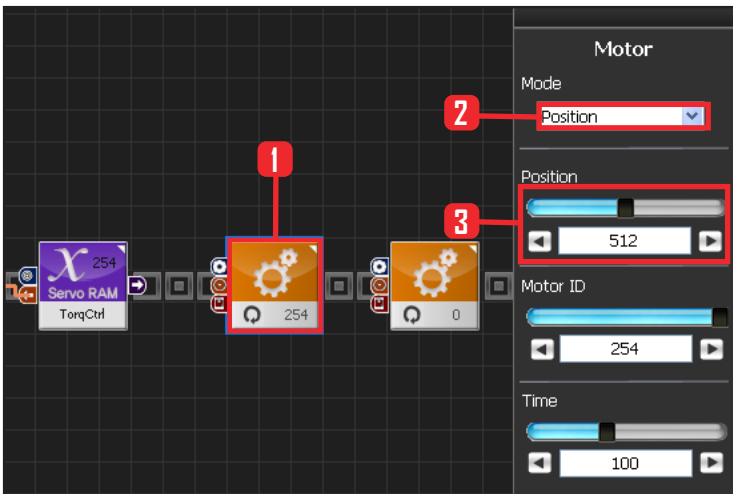 Motor
Mode
2
Position
1
Position
3
512
254
Servo RAM
TorqCtrl
254
0
Motor ID
254
Time
100